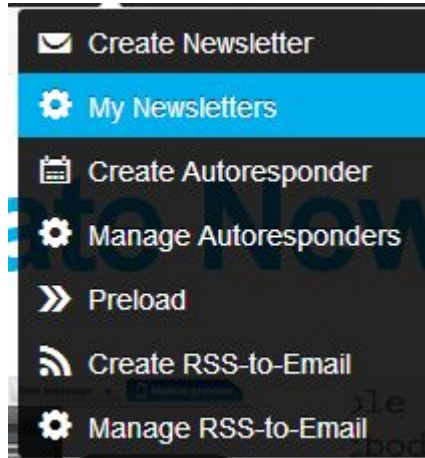 Create Newsletter
My Newsletters
Create Autoresponder
Manage Autoresponders
Preload
Create RSS-to-Email
Manage RSS-to-Email